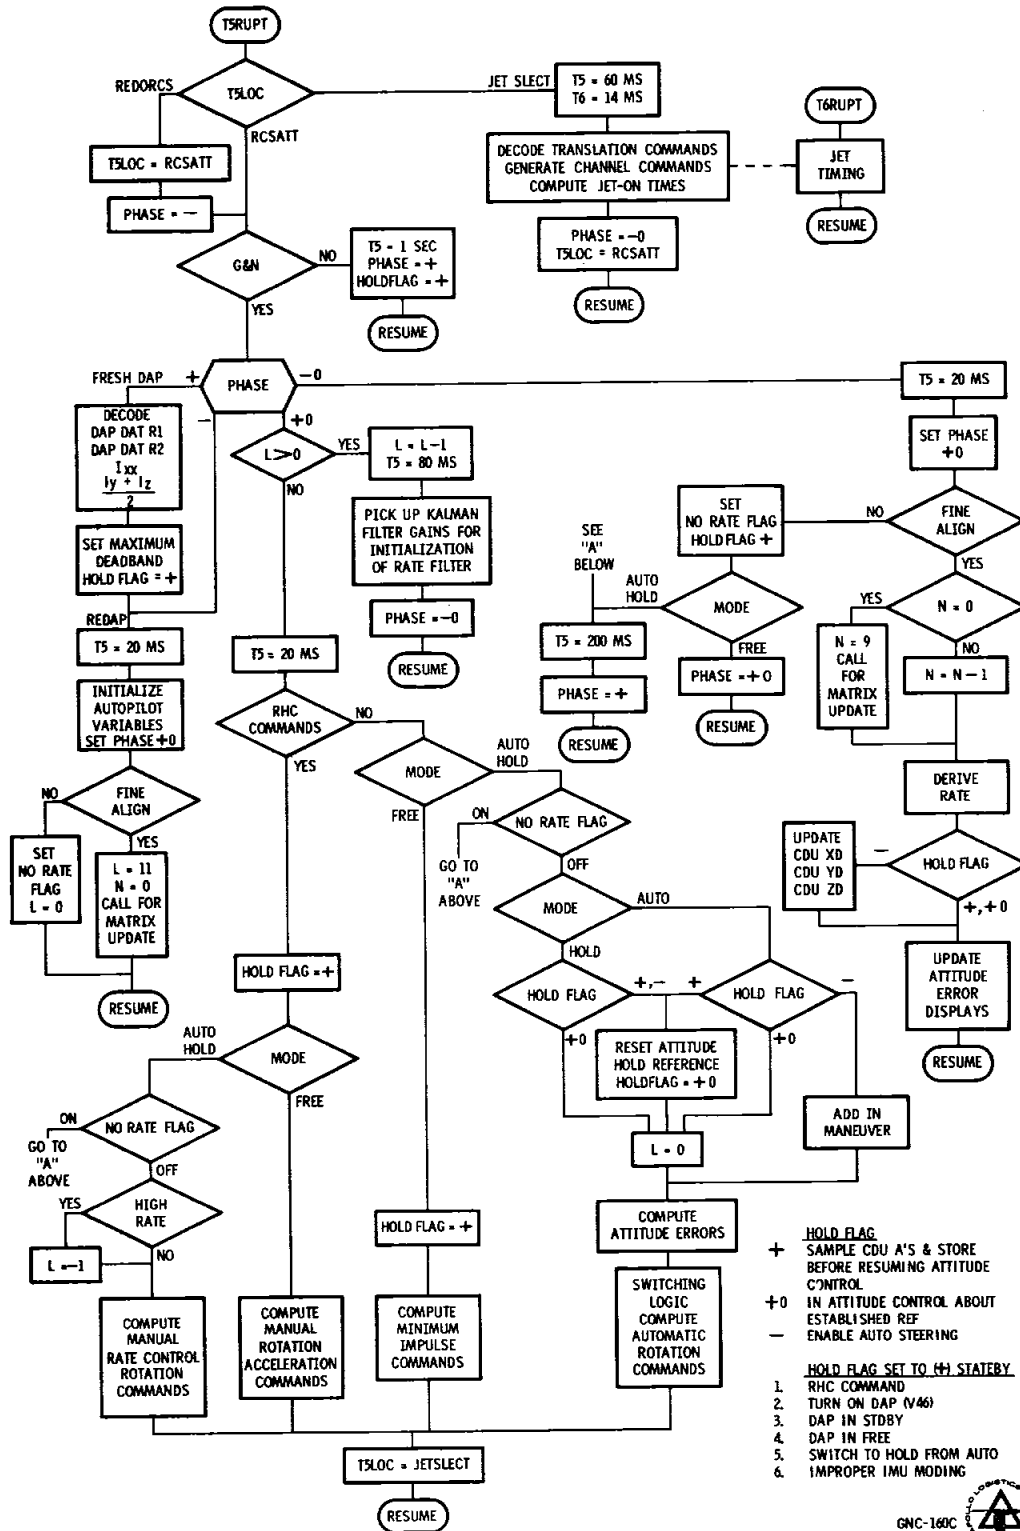 T5RUPT
REDORCS
T5LOC
JET SLECT
RCSATT
T5LOC = RCSATT
PHASE = —
T5 = 60 MS
T6 = 14 MS
DECODE TRANSLATION COMMANDS
GENERATE CHANNEL COMMANDS
COMPUTE JET-ON TIMES
PHASE = -0
T5LOC = RCSATT
RESUME
T6RUPT
JET
TIMING
RESUME
G&N
NO
YES
T5 = 1 SEC
PHASE = +
HOLDFLAG = +
RESUME
FRESH DAP
+
PHASE
-0
—
+0
DECODE
DAP DAT R1
DAP DAT R2
Ixx
Iy + Iz
2
SET MAXIMUM
DEADBAND
HOLD FLAG = +
REDAP
T5 = 20 MS
INITIALIZE
AUTOPILOT
VARIABLES
SET PHASE +0
NO
FINE
ALIGN
YES
SET
NO RATE
FLAG
L = 0
L = 11
N = 0
CALL FOR
MATRIX
UPDATE
RESUME
L > 0
YES
NO
L = L-1
T5 = 80 MS
PICK UP KALMAN
FILTER GAINS FOR
INITIALIZATION
OF RATE FILTER
PHASE = -0
RESUME
T5 = 20 MS
RHC
COMMANDS
NO
YES
HOLD FLAG = +
AUTO
HOLD
MODE
FREE
ON
NO RATE FLAG
GO TO
"A"
ABOVE
OFF
YES
HIGH
RATE
NO
L = -1
COMPUTE
MANUAL
RATE CONTROL
ROTATION
COMMANDS
COMPUTE
MANUAL
ROTATION
ACCELERATION
COMMANDS
MODE
AUTO
HOLD
FREE
HOLD FLAG = +
COMPUTE
MINIMUM
IMPULSE
COMMANDS
ON
NO RATE FLAG
GO TO
"A"
ABOVE
OFF
MODE
AUTO
HOLD
HOLD FLAG
+,-
+
HOLD FLAG
—
+0
+0
RESET ATTITUDE
HOLD REFERENCE
HOLDFLAG = +0
L = 0
ADD IN
MANEUVER
COMPUTE
ATTITUDE ERRORS
SWITCHING
LOGIC
COMPUTE
AUTOMATIC
ROTATION
COMMANDS
T5LOC = JETSLECT
RESUME
T5 = 20 MS
SET PHASE
+0
NO
FINE
ALIGN
YES
SET
NO RATE FLAG
HOLD FLAG +
SEE
"A"
BELOW
AUTO
HOLD
MODE
FREE
T5 = 200 MS
PHASE = +
RESUME
PHASE = +0
RESUME
YES
N = 0
NO
N = 9
CALL
FOR
MATRIX
UPDATE
N = N-1
DERIVE
RATE
UPDATE
CDU XD
CDU YD
CDU ZD
—
HOLD FLAG
+,+0
UPDATE
ATTITUDE
ERROR
DISPLAYS
RESUME
HOLD FLAG
+ SAMPLE CDU A'S & STORE
BEFORE RESUMING ATTITUDE
CONTROL
+0 IN ATTITUDE CONTROL ABOUT
ESTABLISHED REF
— ENABLE AUTO STEERING
HOLD FLAG SET TO (+) STATEBY
1. RHC COMMAND
2. TURN ON DAP (V46)
3. DAP IN STDBY
4. DAP IN FREE
5. SWITCH TO HOLD FROM AUTO
6. IMPROPER IMU MODING
GNC-160C